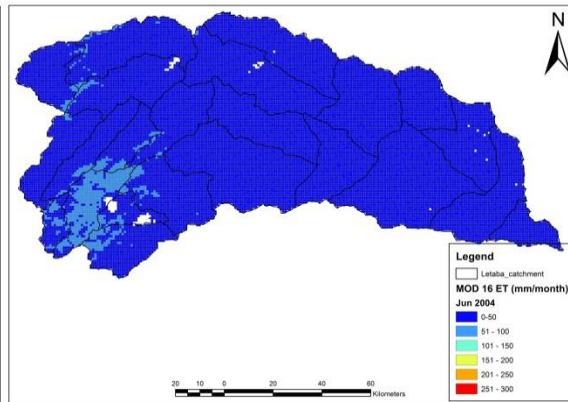 N
Legend
Letaba_catchment
MOD 16 ET (mm/month)
Jun 2004
0-50
51 - 100
101 - 150
151 - 200
201 - 250
251 - 300
20 10 0 20 40 60
Kilometers